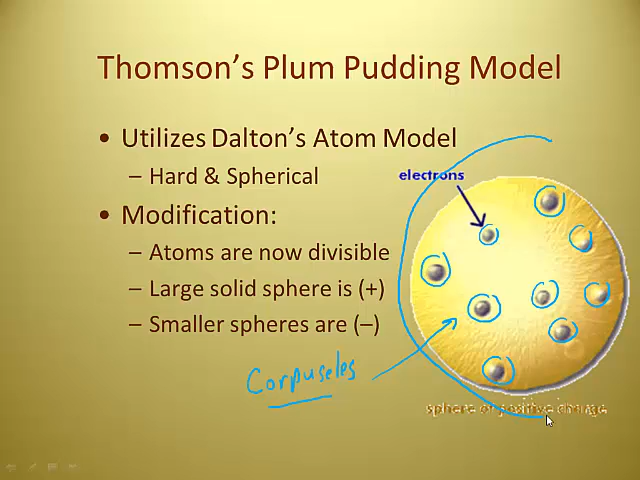 Thomson's Plum Pudding Model
• Utilizes Dalton's Atom Model
– Hard & Spherical
electrons
• Modification:
– Atoms are now divisible
– Large solid sphere is (+)
– Smaller spheres are (–)
Corpuseles
sphere of positive charge